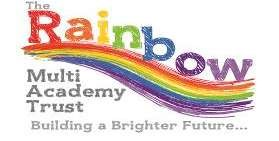 The
Rainbow
Multi
Academy
Trust
Building a Brighter Future...